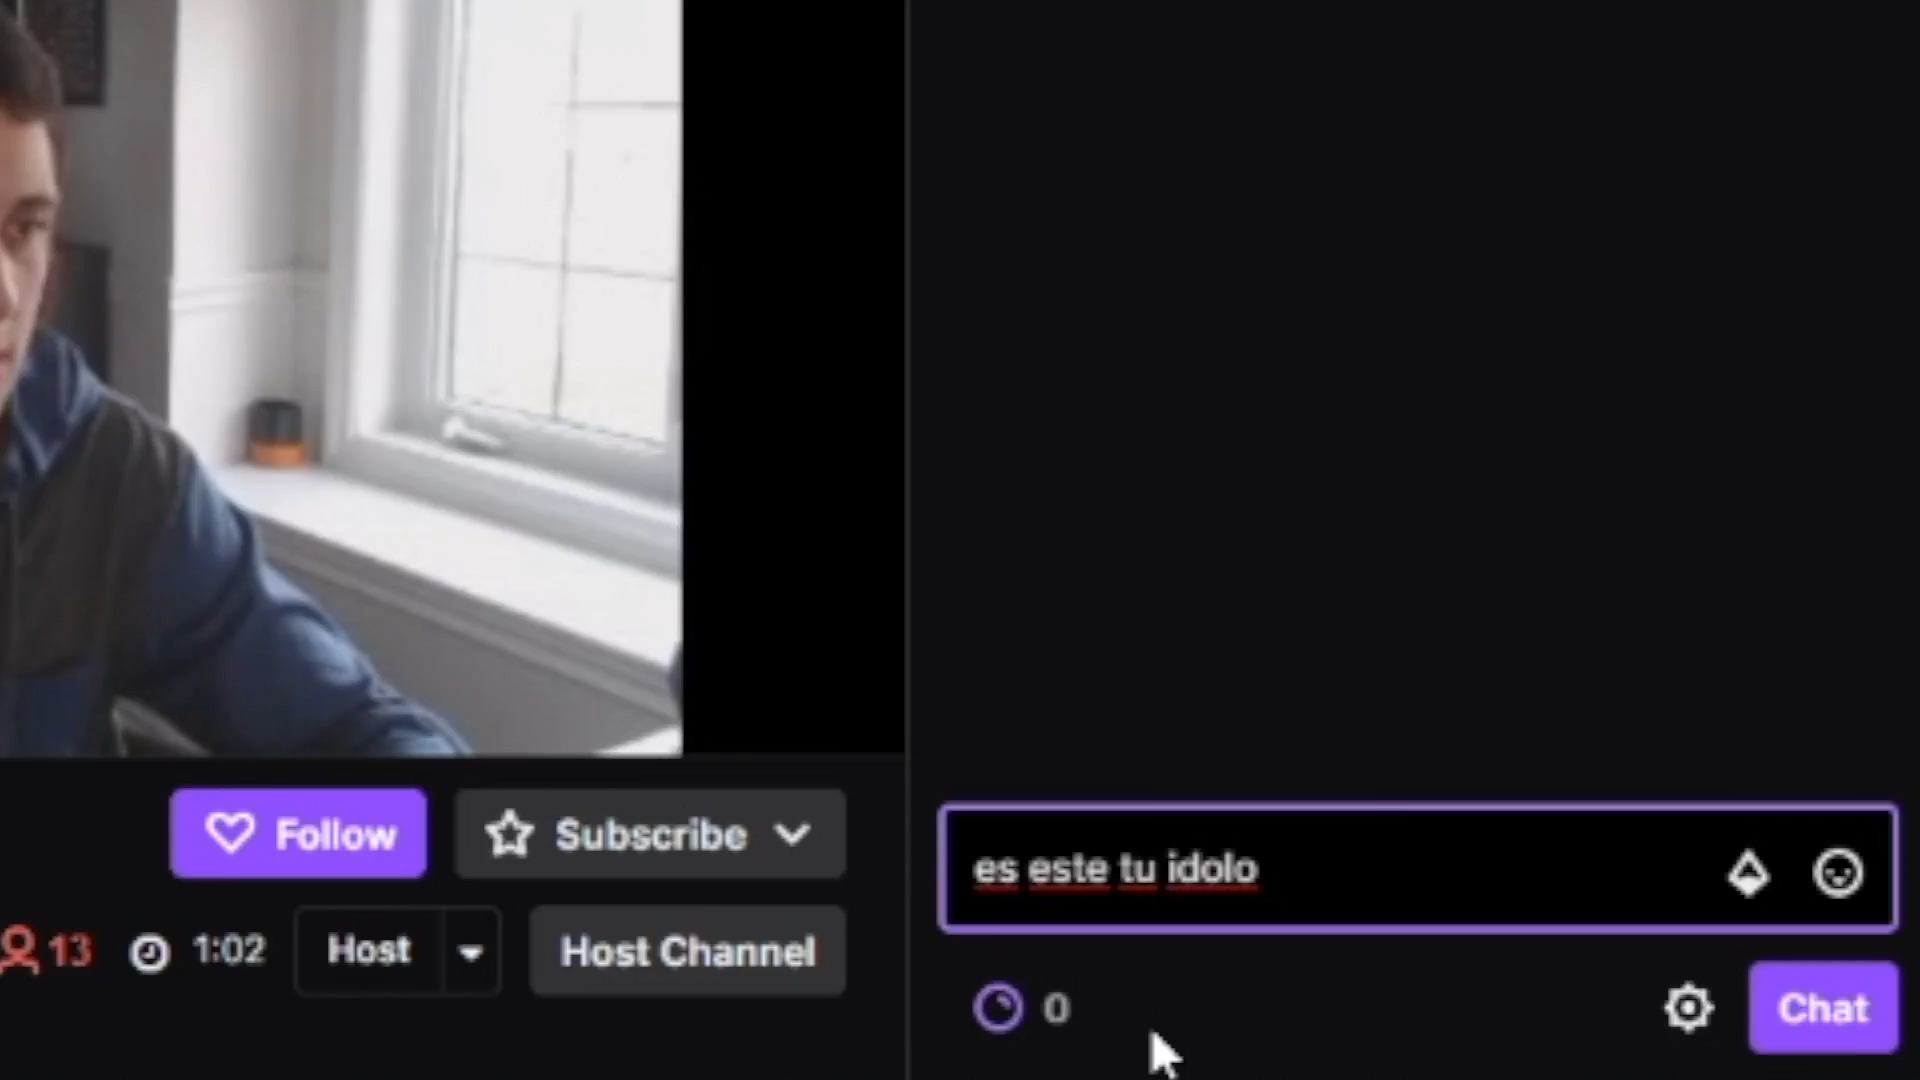 Follow
Subscribe
13
1:02
Host
Host Channel
es este tu idolo
0
Chat